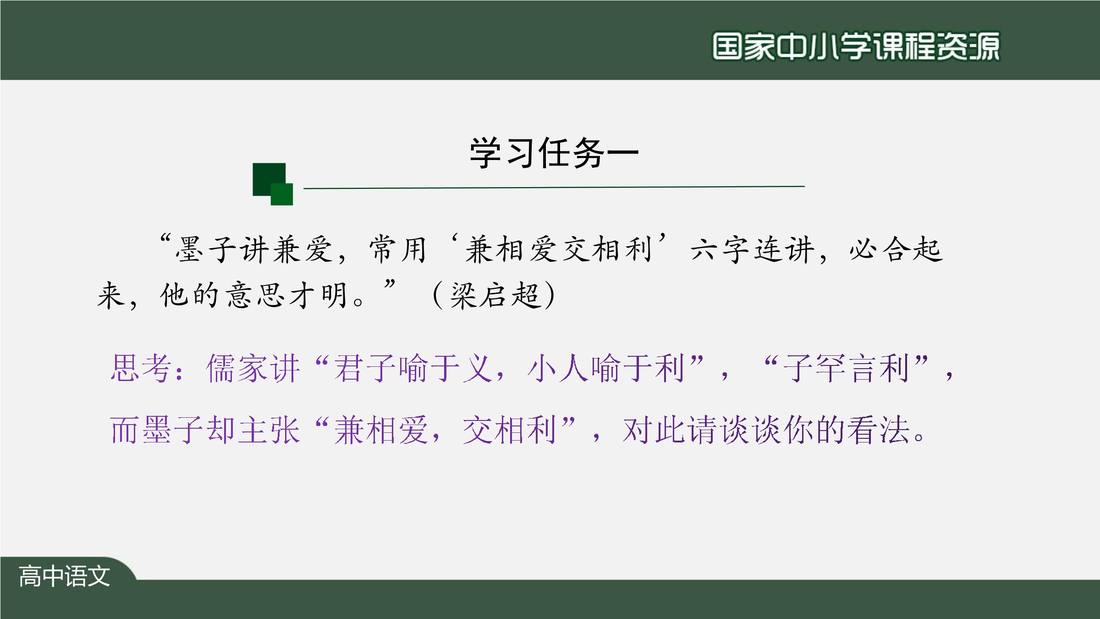 国家中小学课程资源
学习任务一
“墨子讲兼爱，常用‘兼相爱交相利’六字连讲，必合起
来，他的意思才明。”（梁启超）
思考：儒家讲“君子喻于义，小人喻于利”，“子罕言利”，
而墨子却主张“兼相爱，交相利”，对此请谈谈你的看法。
高中语文